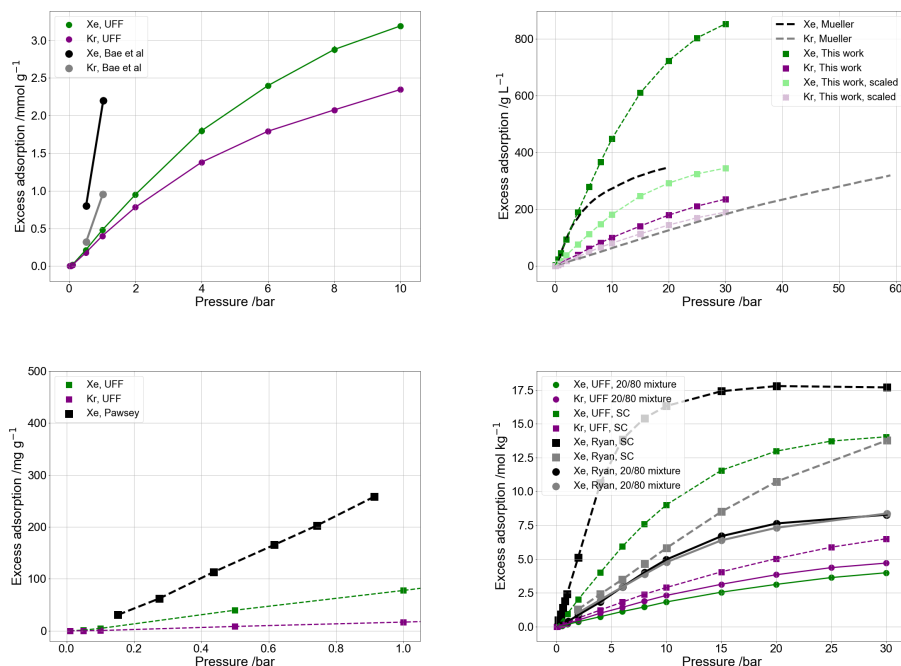 Xe, UFF
Kr, UFF
Xe, Bae et al
Kr, Bae et al
Excess adsorption /mmol g⁻¹
3.0
2.5
2.0
1.5
1.0
0.5
0.0
0 2 4 6 8 10
Pressure /bar
Xe, Mueller
Kr, Mueller
Xe, This work
Kr, This work
Xe, This work, scaled
Kr, This work, scaled
Excess adsorption /g L⁻¹
800
600
400
200
0
0 10 20 30 40 50 60
Pressure /bar
Xe, UFF
Kr, UFF
Xe, Pawsey
Excess adsorption /mg g⁻¹
500
400
300
200
100
0
0.0 0.2 0.4 0.6 0.8 1.0
Pressure /bar
Xe, UFF, 20/80 mixture
Kr, UFF 20/80 mixture
Xe, UFF, SC
Kr, UFF, SC
Xe, Ryan, SC
Xe, Ryan, SC
Xe, Ryan, 20/80 mixture
Xe, Ryan, 20/80 mixture
Excess adsorption /mol kg⁻¹
17.5
15.0
12.5
10.0
7.5
5.0
2.5
0.0
0 5 10 15 20 25 30
Pressure /bar